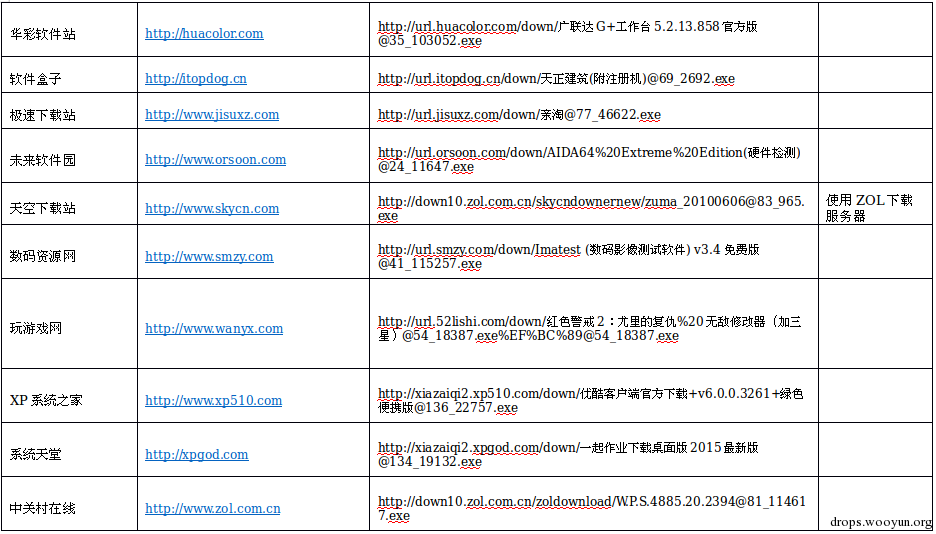 华彩软件站
http://huacolor.com
http://url.huacolor.com/down/广联达 G+工作台 5.2.13.858 官方版
@35_103052.exe
软件盒子
http://itopdog.cn
http://url.itopdog.cn/down/天正建筑(附注册机)@69_2692.exe
极速下载站
http://www.jisuxz.com
http://url.jisuxz.com/down/亲淘@77_46622.exe
未来软件园
http://www.orsoon.com
http://url.orsoon.com/down/AIDA64%20Extreme%20Edition(硬件检测)
@24_11647.exe
天空下载站
http://www.skycn.com
http://down10.zol.com.cn/skycndownernew/zuma_20100606@83_965.
exe
使用 ZOL 下载
服务器
数码资源网
http://www.smzy.com
http://url.smzy.com/down/Imatest (数码影像测试软件) v3.4 免费版
@41_115257.exe
玩游戏网
http://www.wanyx.com
http://url.52lishi.com/down/红色警戒 2：尤里的复仇%20 无敌修改器（加三
星）@54_18387.exe%EF%BC%89@54_18387.exe
XP 系统之家
http://www.xp510.com
http://xiazaiqi2.xp510.com/down/优酷客户端官方下载+v6.0.0.3261+绿色
便携版@136_22757.exe
系统天堂
http://xpgod.com
http://xiazaiqi2.xpgod.com/down/一起作业下载桌面版 2015 最新版
@134_19132.exe
中关村在线
http://www.zol.com.cn
http://down10.zol.com.cn/zoldownload/W.P.S.4885.20.2394@81_11461
7.exe
drops.wooyun.org